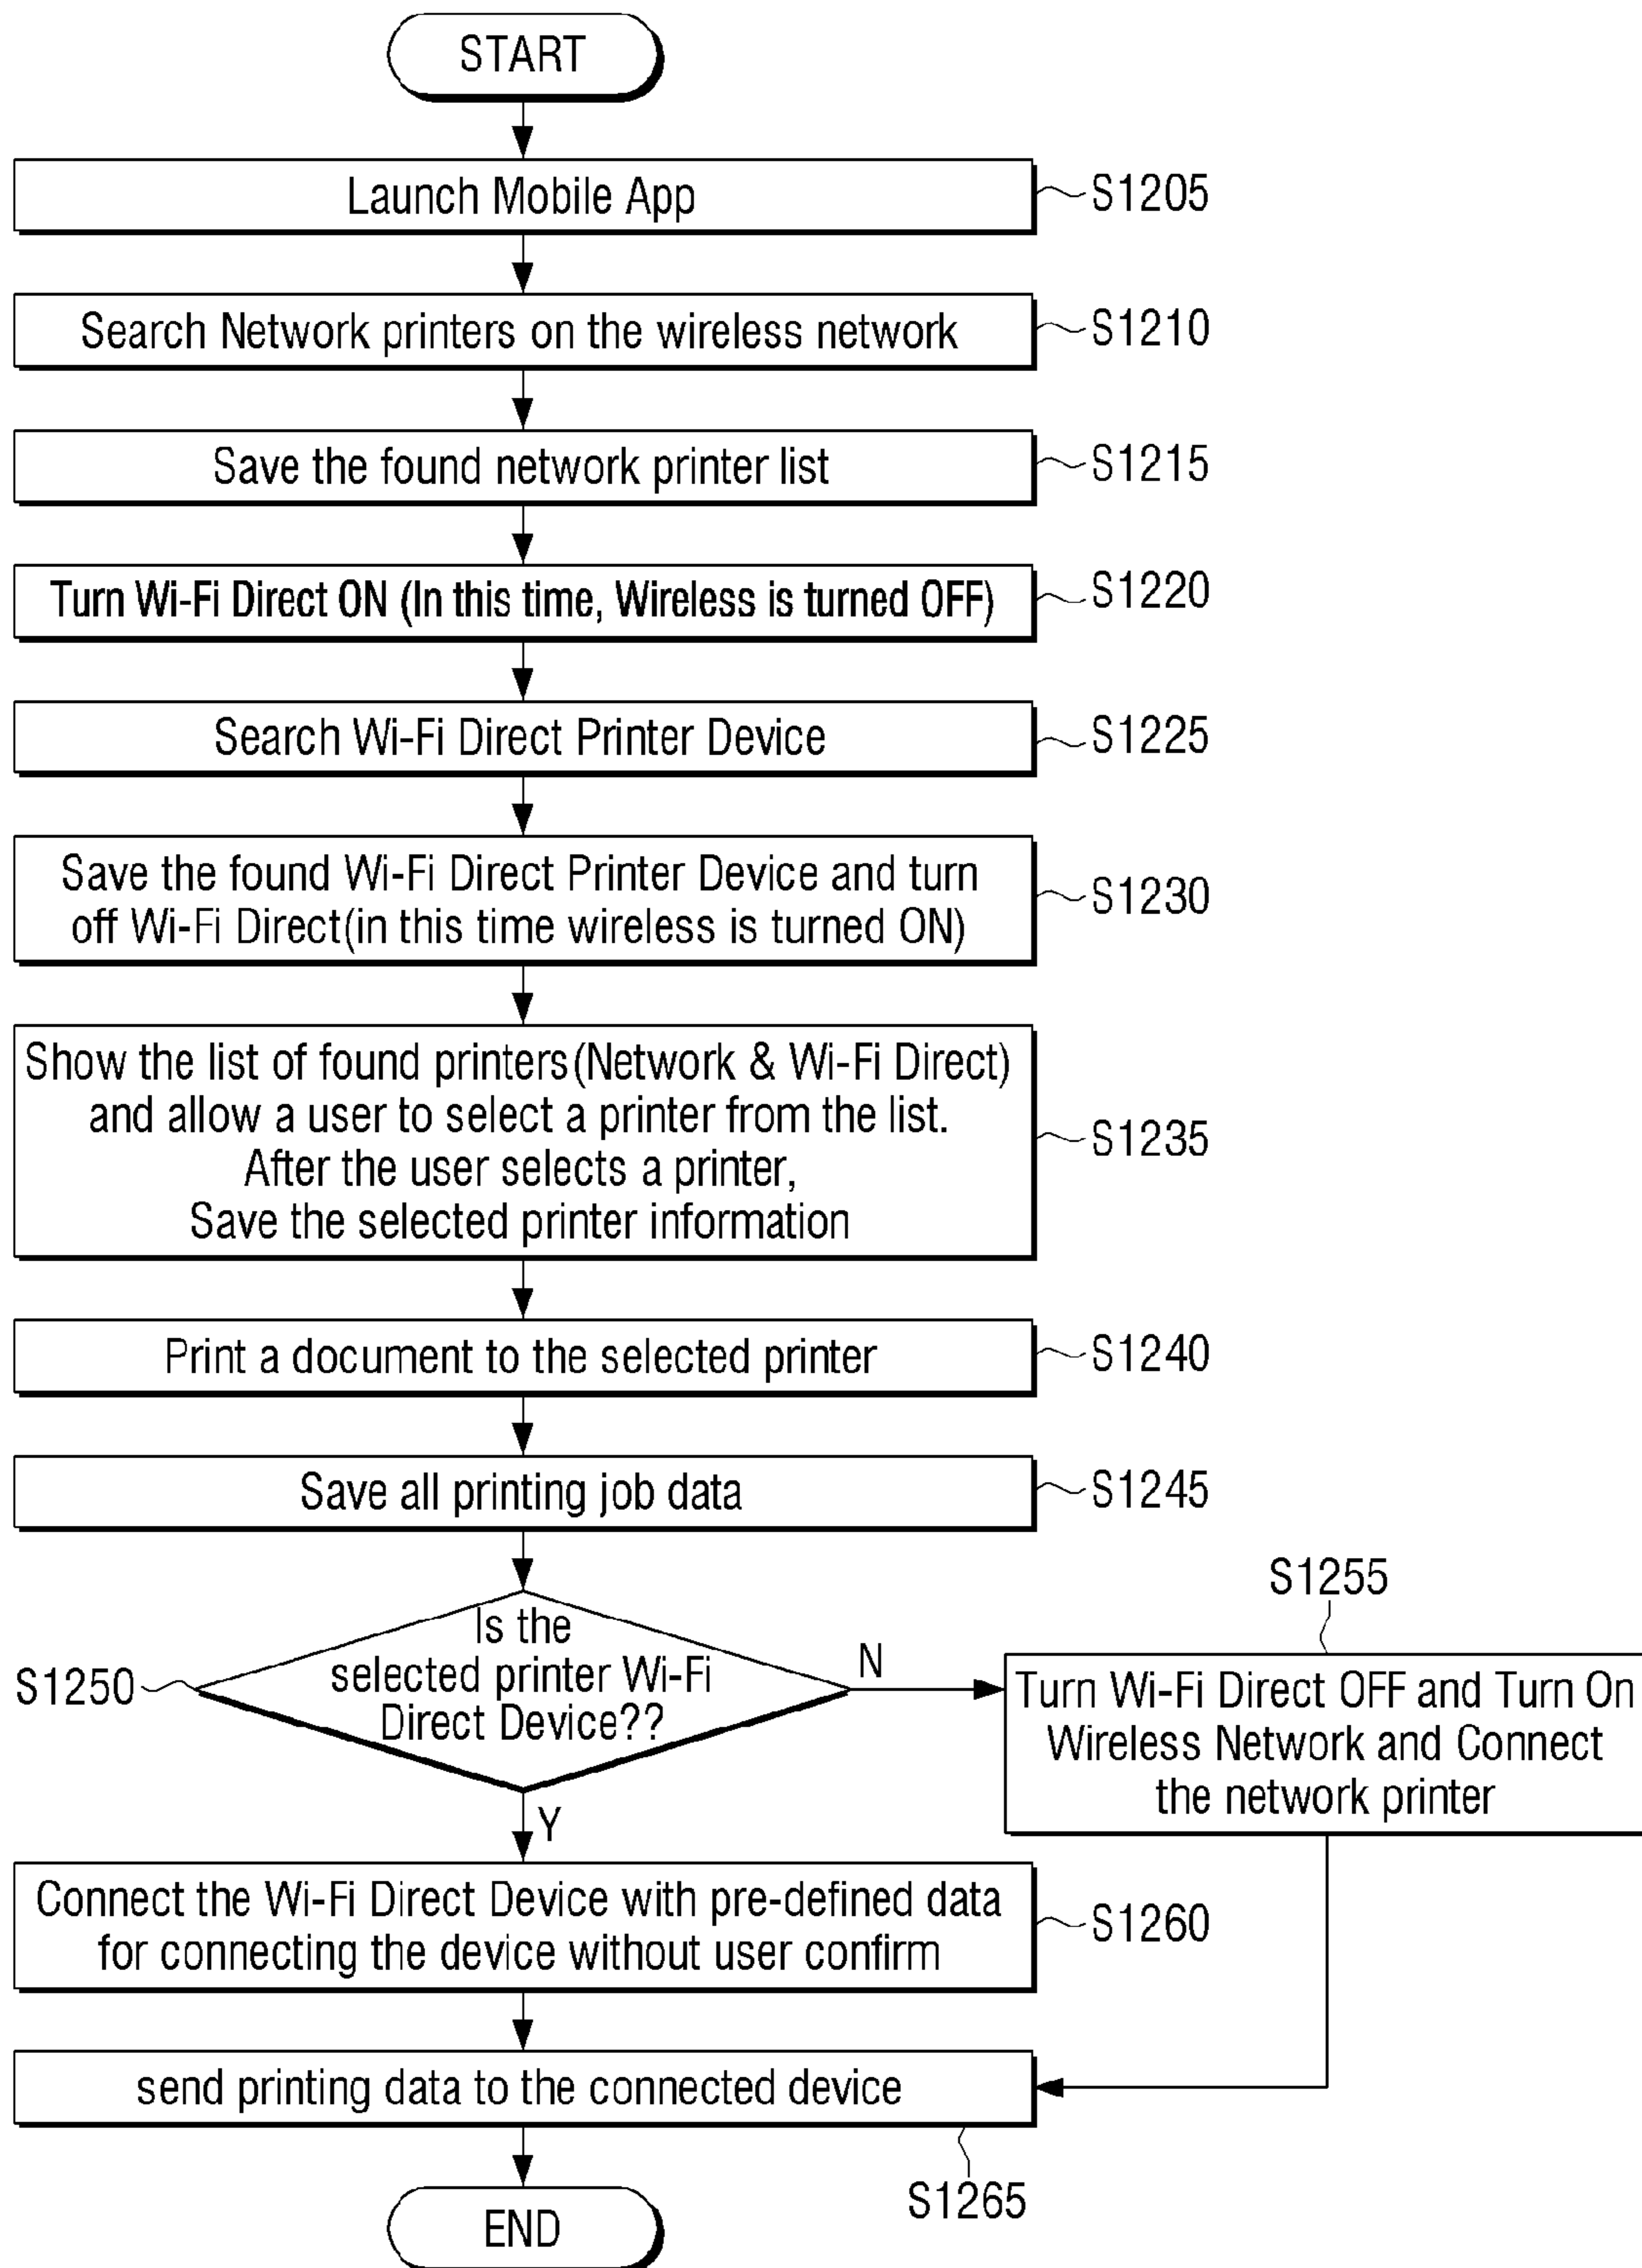 START
Launch Mobile App
S1205
Search Network printers on the wireless network
S1210
Save the found network printer list
S1215
Turn Wi-Fi Direct ON (In this time, Wireless is turned OFF)
S1220
Search Wi-Fi Direct Printer Device
S1225
Save the found Wi-Fi Direct Printer Device and turn
off Wi-Fi Direct(in this time wireless is turned ON)
S1230
Show the list of found printers(Network & Wi-Fi Direct)
and allow a user to select a printer from the list.
After the user selects a printer,
Save the selected printer information
S1235
Print a document to the selected printer
S1240
Save all printing job data
S1245
Is the
selected printer Wi-Fi
Direct Device??
S1250
N
S1255
Turn Wi-Fi Direct OFF and Turn On
Wireless Network and Connect
the network printer
Y
Connect the Wi-Fi Direct Device with pre-defined data
for connecting the device without user confirm
S1260
send printing data to the connected device
S1265
END